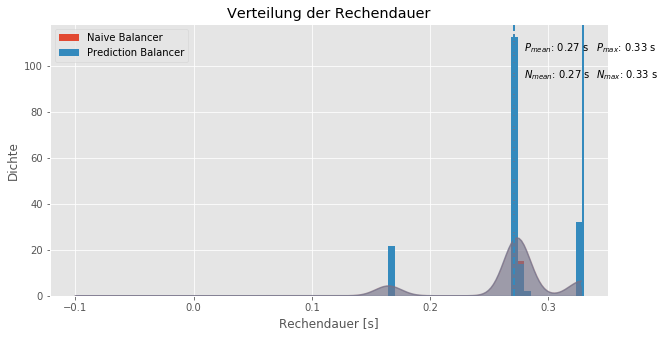 Verteilung der Rechendauer
Naive Balancer
Prediction Balancer
P_mean: 0.27 s P_max: 0.33 s
N_mean: 0.27 s N_max: 0.33 s
Dichte
100
80
60
40
20
0
−0.1 0.0 0.1 0.2 0.3
Rechendauer [s]